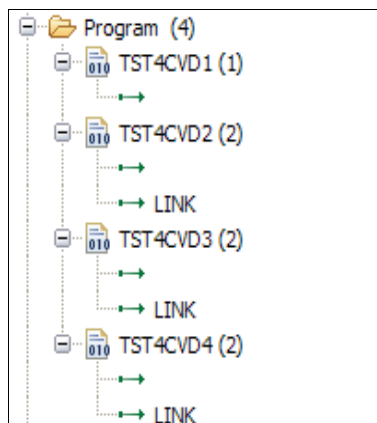 Program (4)
TST4CVD1 (1)
TST4CVD2 (2)
LINK
TST4CVD3 (2)
LINK
TST4CVD4 (2)
LINK